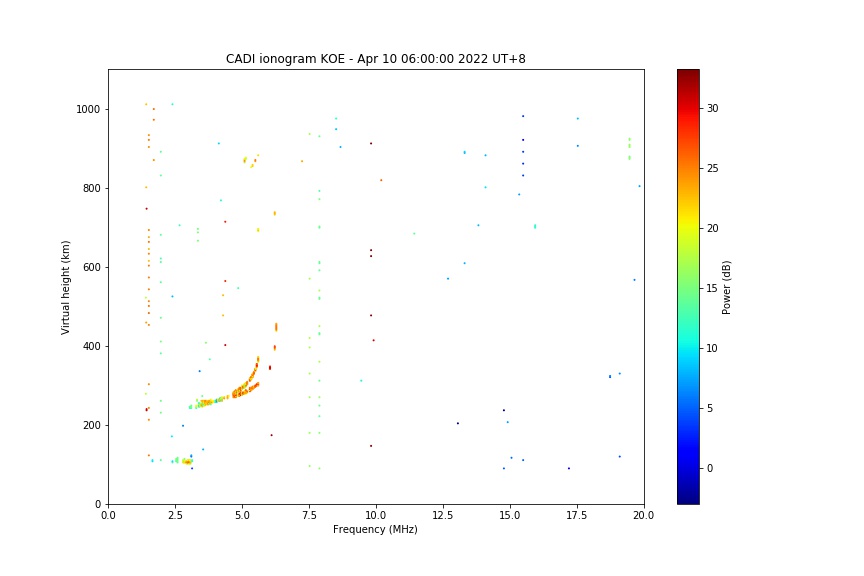 CADI ionogram KOE - Apr 10 06:00:00 2022 UT+8
1000
800
600
400
200
0
Virtual height (km)
0.0 2.5 5.0 7.5 10.0 12.5 15.0 17.5 20.0
Frequency (MHz)
30
25
20
15
10
5
0
Power (dB)